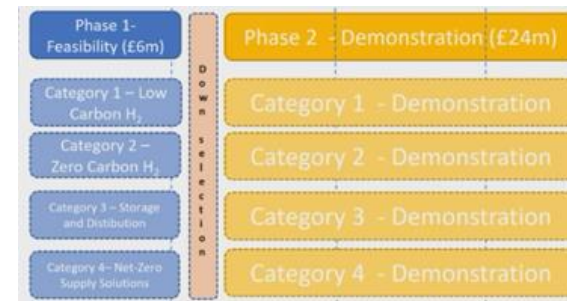 Phase 1-
Feasibility (£6m)
Phase 2 - Demonstration (£24m)
Down selection
Category 1 – Low
Carbon H₂
Category 1 - Demonstration
Category 2 –
Zero Carbon H₂
Category 2 - Demonstration
Category 3 – Storage
and Distibution
Category 3 - Demonstration
Category 4– Net-Zero
Supply Solutions
Category 4 - Demonstration